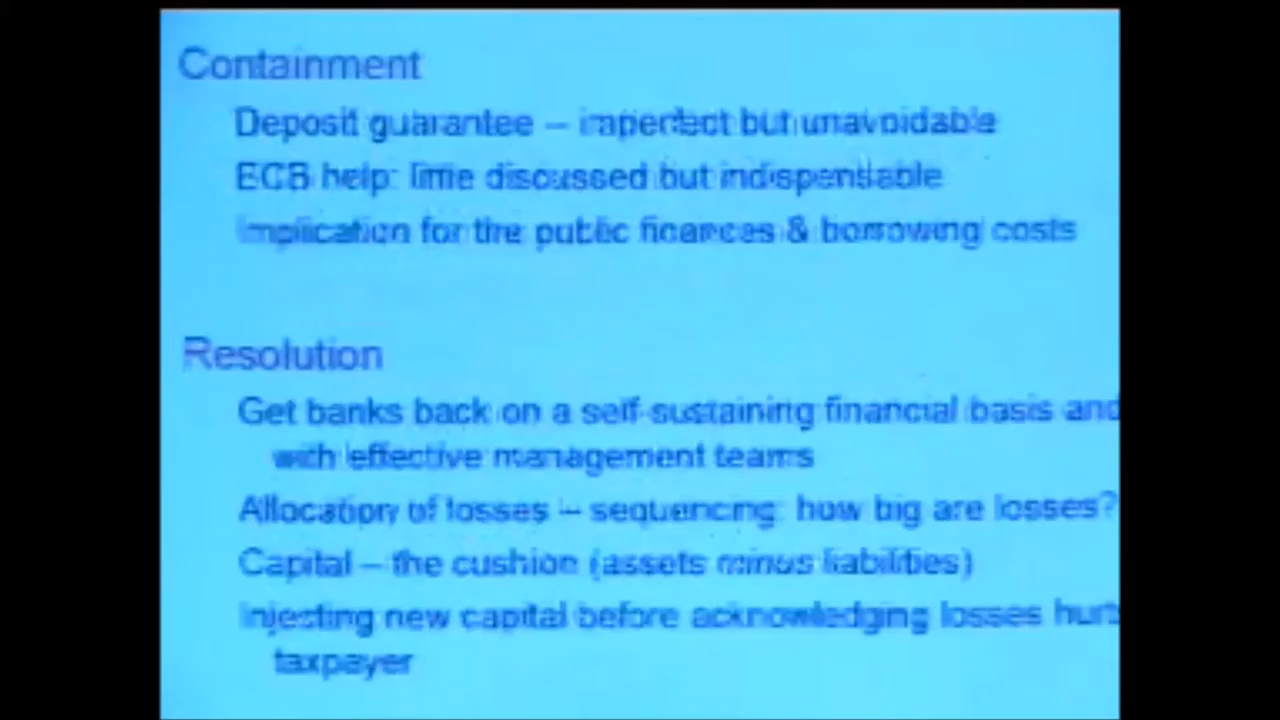 Containment
Deposit guarantee – imperfect but unavoidable
ECB help: little discussed but indispensable
Implication for the public finances & borrowing costs
Resolution
Get banks back on a self-sustaining financial basis and
with effective management teams
Allocation of losses – sequencing: how big are losses?
Capital – the cushion (assets minus liabilities)
Injecting new capital before acknowledging losses hurts
taxpayer